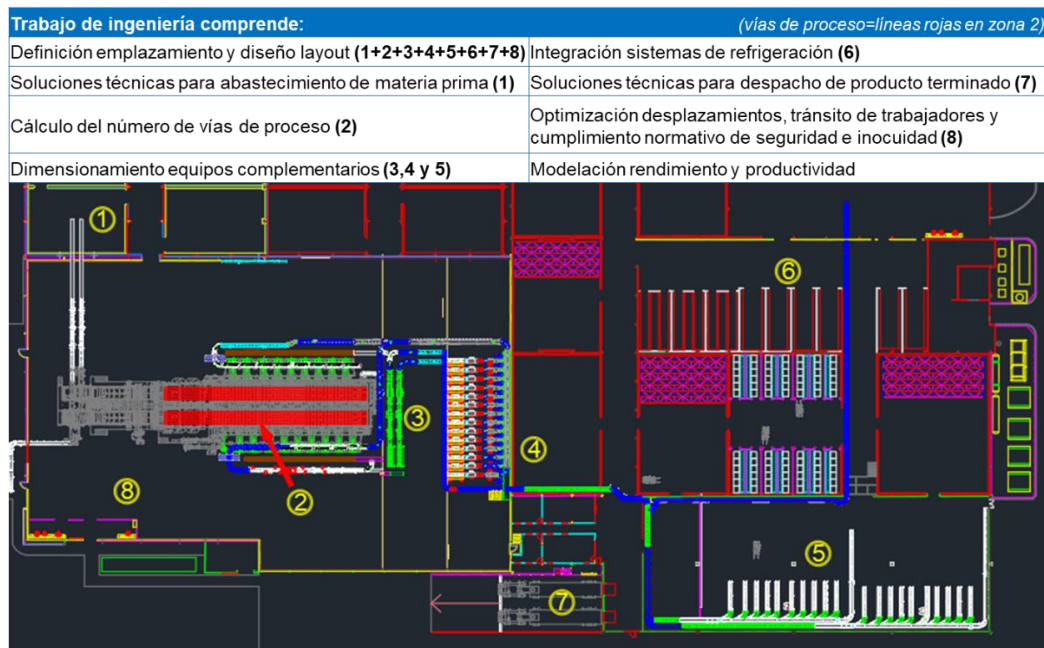 Trabajo de ingeniería comprende: (vías de proceso=líneas rojas en zona 2)
Definición emplazamiento y diseño layout (1+2+3+4+5+6+7+8)
Integración sistemas de refrigeración (6)
Soluciones técnicas para abastecimiento de materia prima (1)
Soluciones técnicas para despacho de producto terminado (7)
Cálculo del número de vías de proceso (2)
Optimización desplazamientos, tránsito de trabajadores y
cumplimiento normativo de seguridad e inocuidad (8)
Dimensionamiento equipos complementarios (3,4 y 5)
Modelación rendimiento y productividad
1
6
3
4
8
2
5
7